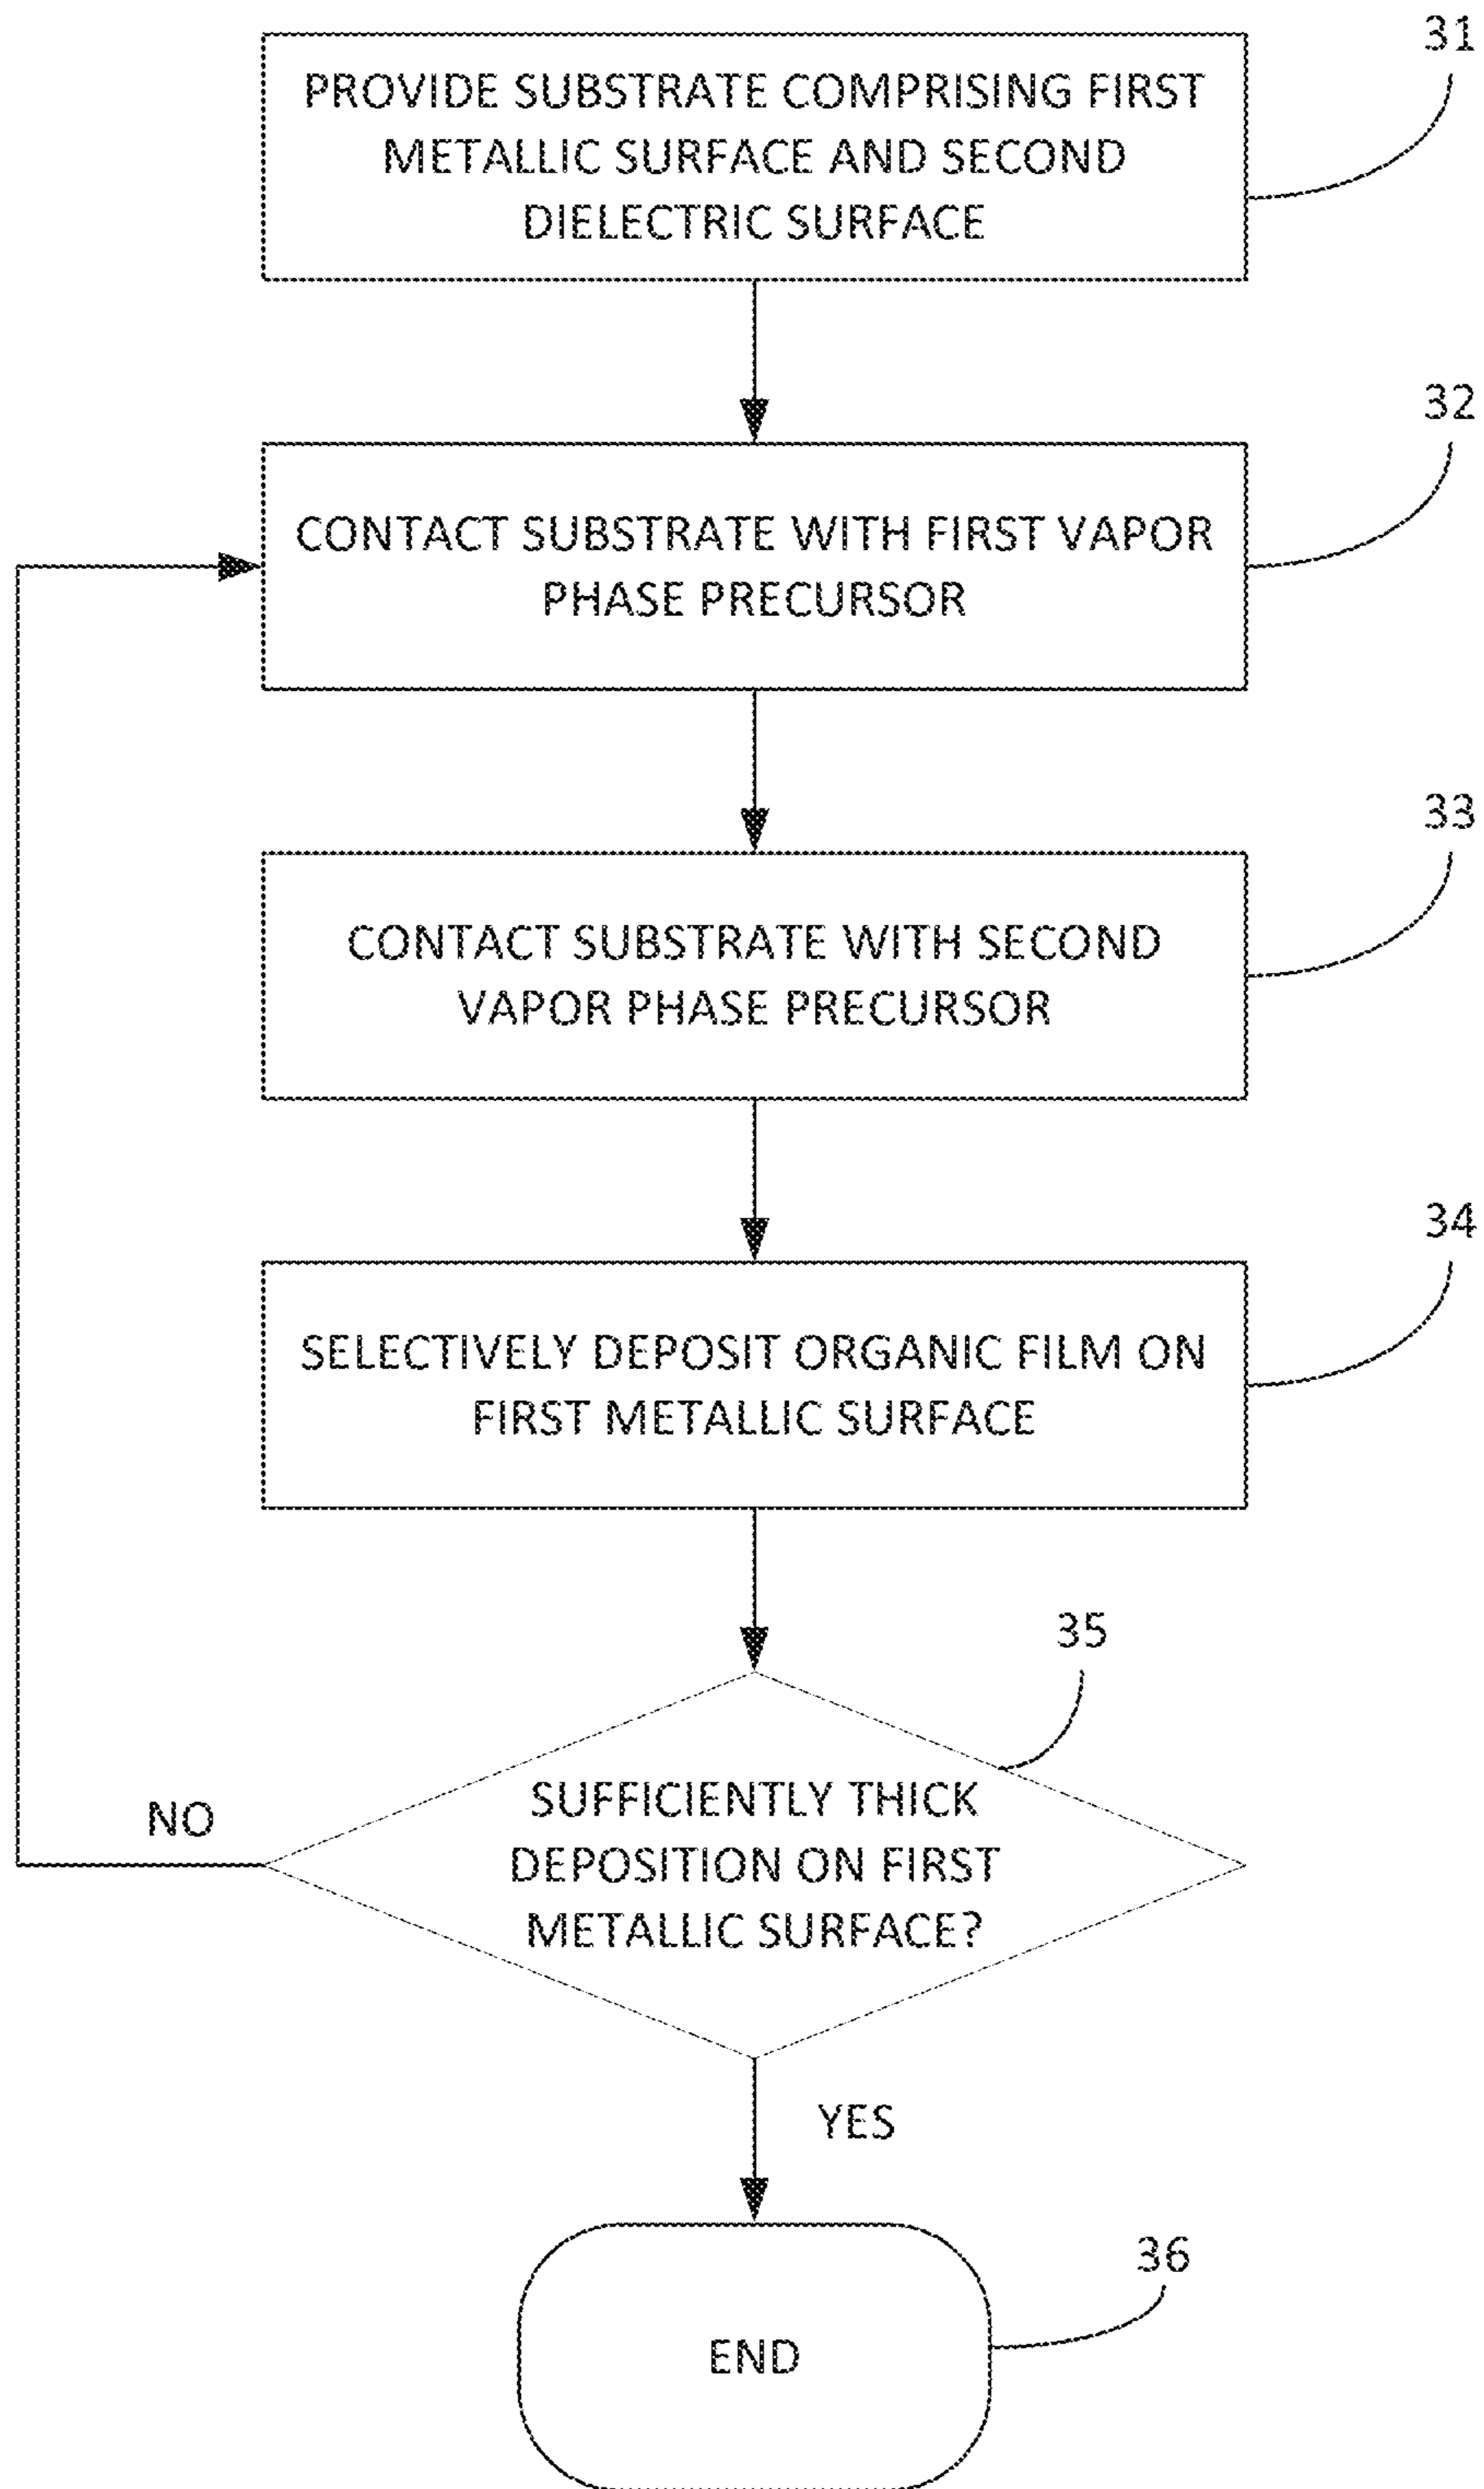 31
PROVIDE SUBSTRATE COMPRISING FIRST
METALLIC SURFACE AND SECOND
DIELECTRIC SURFACE
32
CONTACT SUBSTRATE WITH FIRST VAPOR
PHASE PRECURSOR
33
CONTACT SUBSTRATE WITH SECOND
VAPOR PHASE PRECURSOR
34
SELECTIVELY DEPOSIT ORGANIC FILM ON
FIRST METALLIC SURFACE
35
SUFFICIENTLY THICK
DEPOSITION ON FIRST
METALLIC SURFACE?
NO
YES
36
END